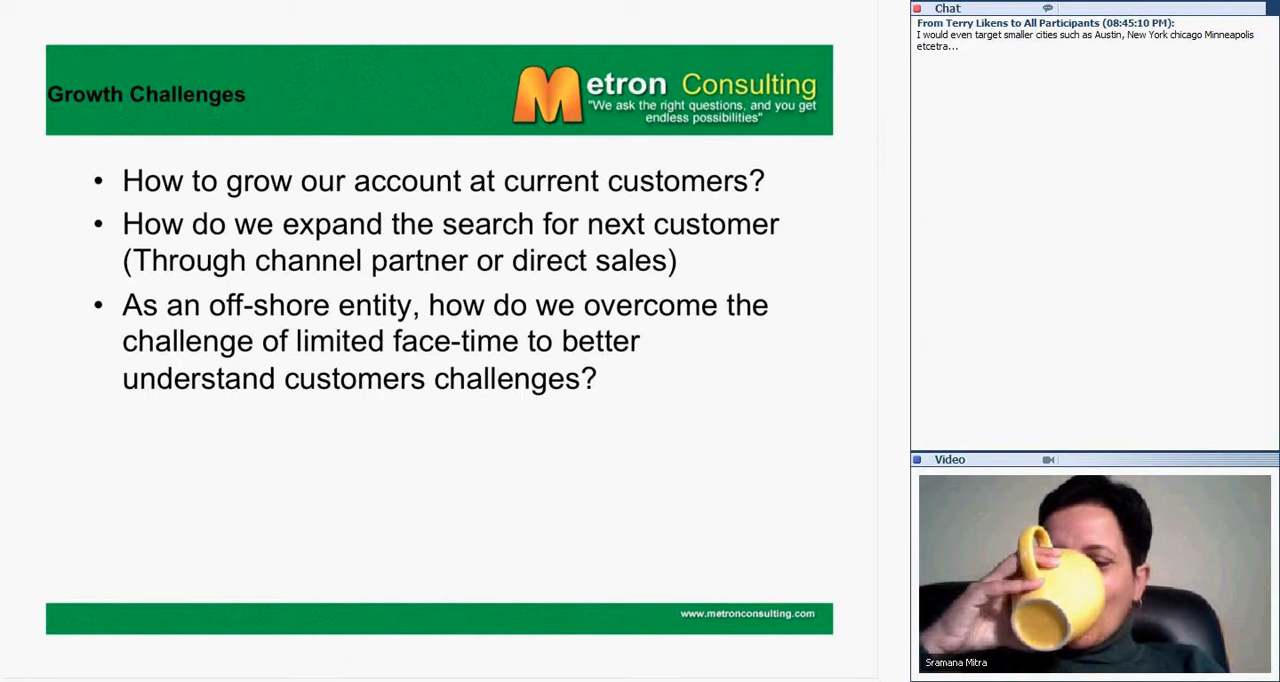 Growth Challenges
Metron Consulting
"We ask the right questions, and you get
endless possibilities"
• How to grow our account at current customers?
• How do we expand the search for next customer
(Through channel partner or direct sales)
• As an off-shore entity, how do we overcome the
challenge of limited face-time to better
understand customers challenges?
www.metronconsulting.com
Chat
From Terry Likens to All Participants (08:45:10 PM):
I would even target smaller cities such as Austin, New York chicago Minneapolis
etcetra...
Video
Sramana Mitra